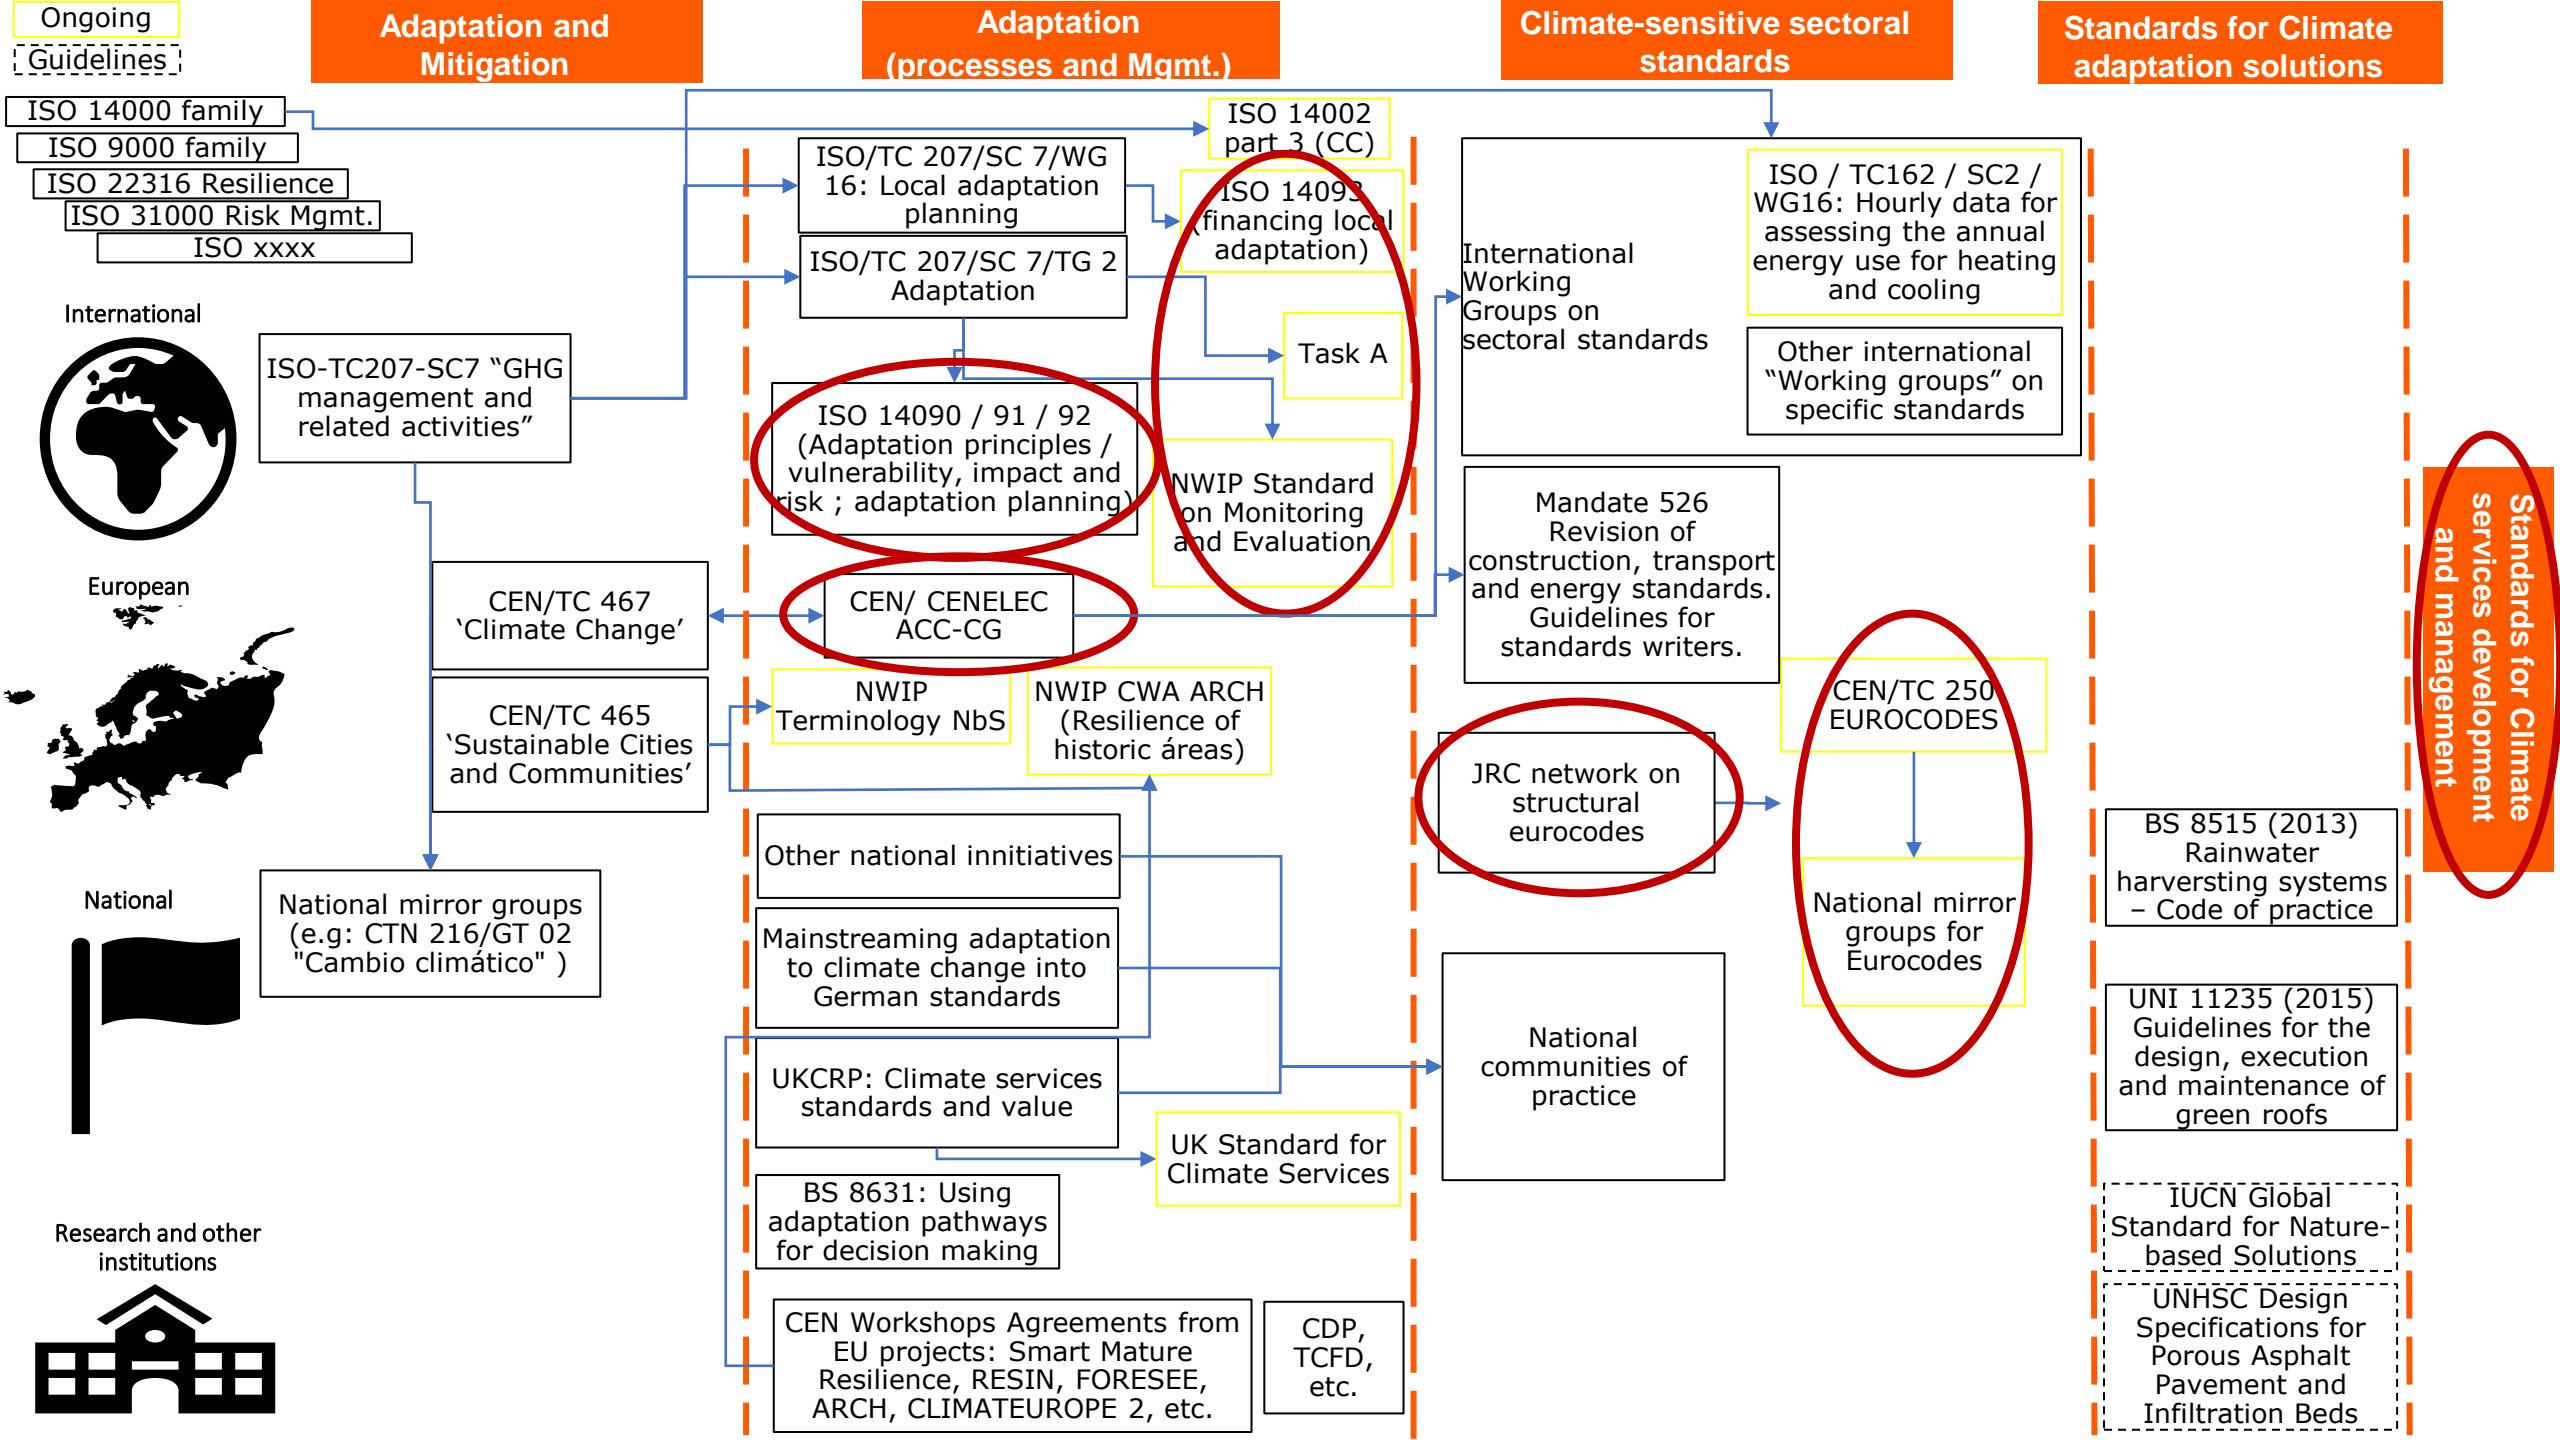 Ongoing
Guidelines
Adaptation and
Mitigation
Adaptation
(processes and Mgmt.)
Climate-sensitive sectoral
standards
Standards for Climate
adaptation solutions
ISO 14000 family
ISO 9000 family
ISO 22316 Resilience
ISO 31000 Risk Mgmt.
ISO xxxx
International
ISO-TC207-SC7 “GHG
management and
related activities”
European
CEN/TC 467
‘Climate Change’
CEN/TC 465
‘Sustainable Cities
and Communities’
National
National mirror groups
(e.g: CTN 216/GT 02
"Cambio climático" )
Research and other
institutions
ISO 14002
part 3 (CC)
ISO/TC 207/SC 7/WG
16: Local adaptation
planning
ISO 14093
(financing local
adaptation)
ISO/TC 207/SC 7/TG 2
Adaptation
Task A
ISO 14090 / 91 / 92
(Adaptation principles /
vulnerability, impact and
risk ; adaptation planning)
NWIP Standard
on Monitoring
and Evaluation
CEN/ CENELEC
ACC-CG
NWIP
Terminology NbS
NWIP CWA ARCH
(Resilience of
historic áreas)
Other national innitiatives
Mainstreaming adaptation
to climate change into
German standards
UKCRP: Climate services
standards and value
UK Standard for
Climate Services
BS 8631: Using
adaptation pathways
for decision making
CEN Workshops Agreements from
EU projects: Smart Mature
Resilience, RESIN, FORESEE,
ARCH, CLIMATEUROPE 2, etc.
CDP,
TCFD,
etc.
International
Working
Groups on
sectoral standards
ISO / TC162 / SC2 /
WG16: Hourly data for
assessing the annual
energy use for heating
and cooling
Other international
“Working groups” on
specific standards
Mandate 526
Revision of
construction, transport
and energy standards.
Guidelines for
standards writers.
CEN/TC 250
EUROCODES
JRC network on
structural
eurocodes
National mirror
groups for
Eurocodes
National
communities of
practice
BS 8515 (2013)
Rainwater
harversting systems
– Code of practice
UNI 11235 (2015)
Guidelines for the
design, execution
and maintenance of
green roofs
IUCN Global
Standard for Nature-
based Solutions
UNHSC Design
Specifications for
Porous Asphalt
Pavement and
Infiltration Beds
Standards for Climate
services development
and management